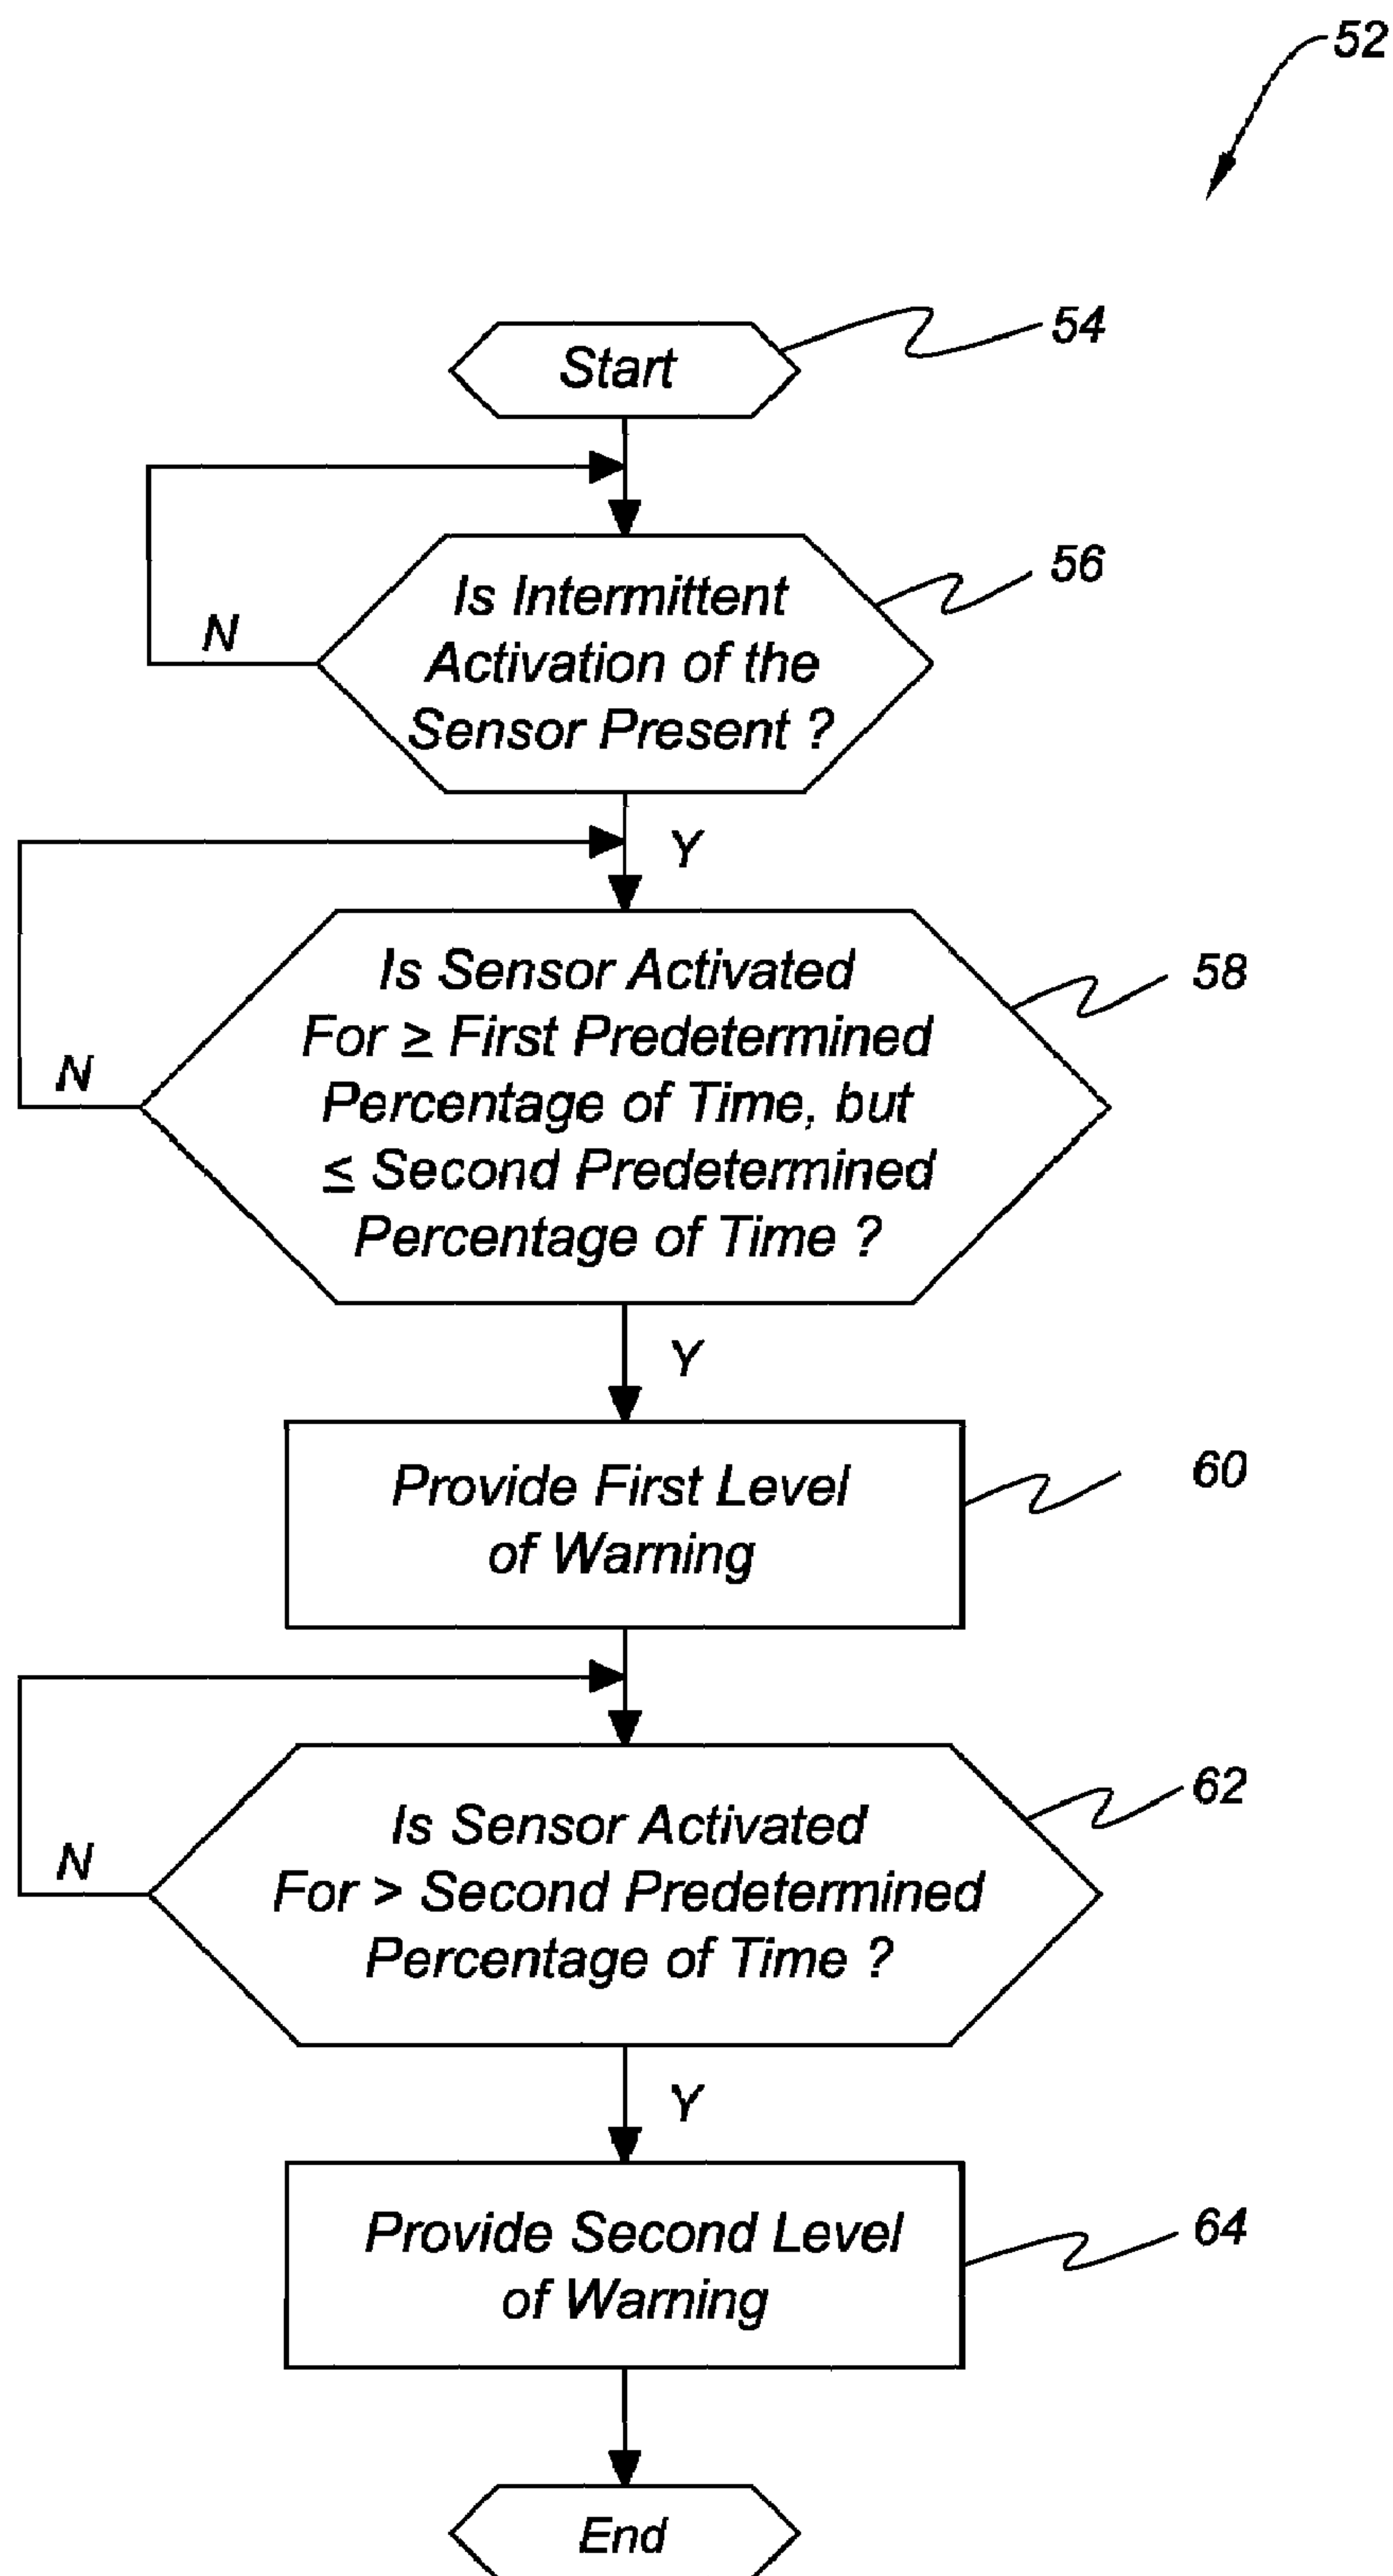 52
Start
54
Is Intermittent
Activation of the
Sensor Present ?
56
N
Y
Is Sensor Activated
For ≥ First Predetermined
Percentage of Time, but
≤ Second Predetermined
Percentage of Time ?
58
N
Y
Provide First Level
of Warning
60
Is Sensor Activated
For > Second Predetermined
Percentage of Time ?
62
N
Y
Provide Second Level
of Warning
64
End